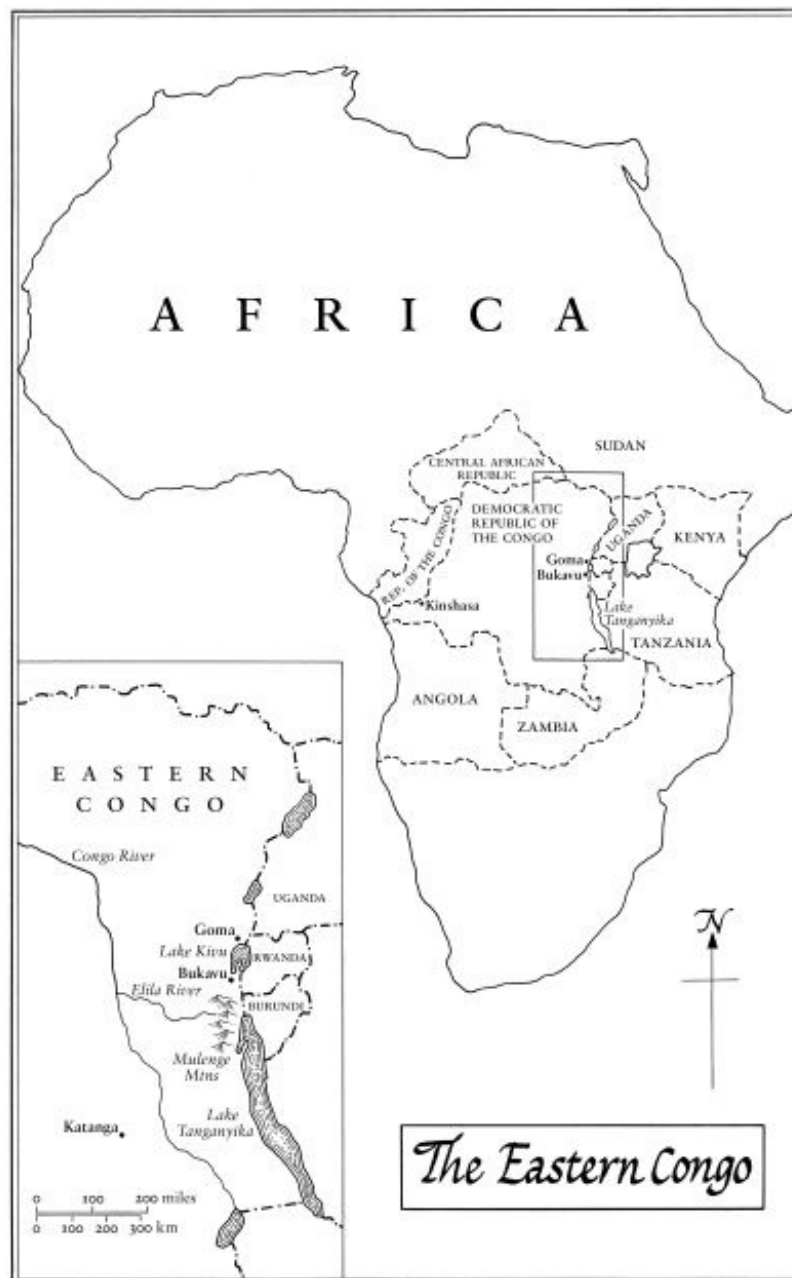 A F R I C A
SUDAN
CENTRAL AFRICAN
REPUBLIC
DEMOCRATIC
REPUBLIC OF
THE CONGO
REP. OF THE CONGO
UGANDA
KENYA
Goma
Bukavu
Kinshasa
Lake
Tanganyika
TANZANIA
ANGOLA
ZAMBIA
EASTERN
CONGO
Congo River
UGANDA
Goma
Lake Kivu
RWANDA
Bukavu
Elila River
BURUNDI
Mulenge
Mtns
Lake
Tanganyika
Katanga
0 100 200 miles
0 100 200 300 km
N
The Eastern Congo